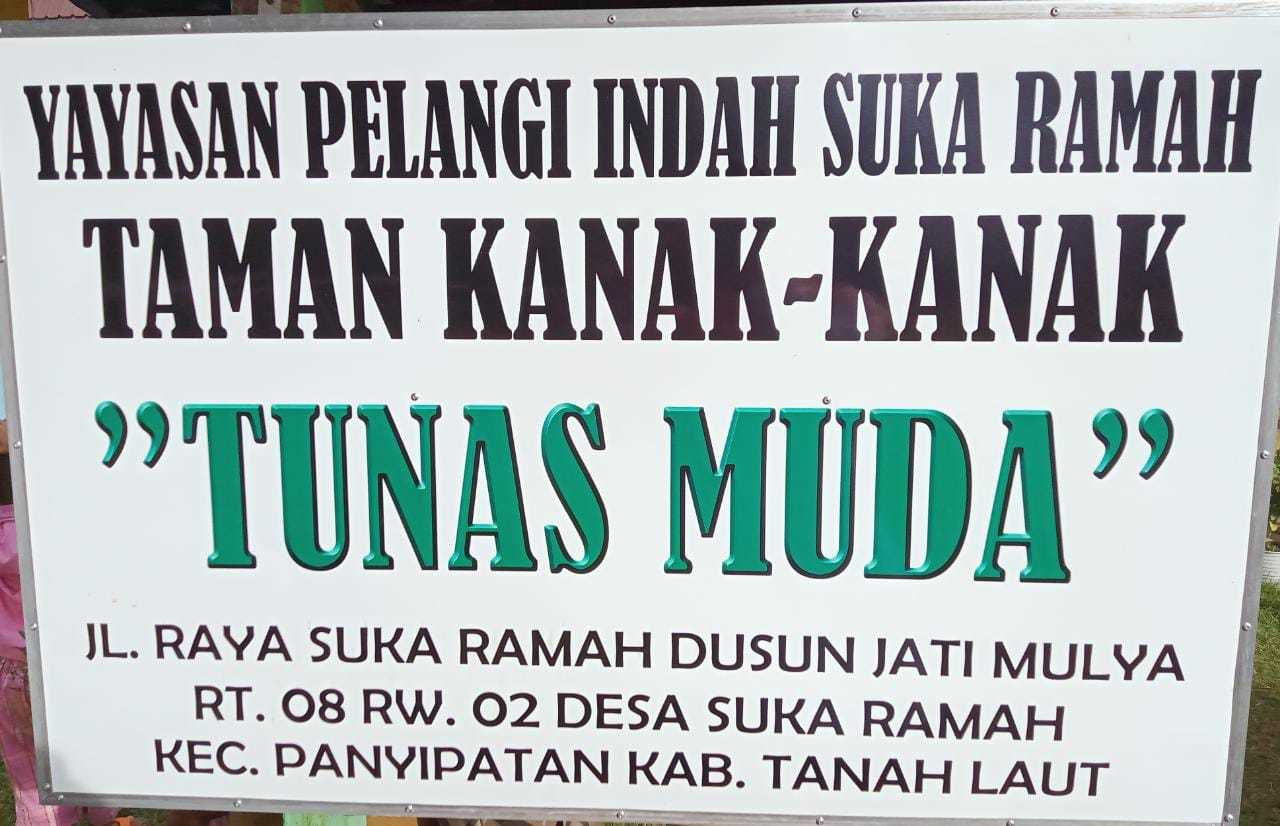 YAYASAN PELANGI INDAH SUKA RAMAH
TAMAN KANAK-KANAK
”TUNAS MUDA”
JL. RAYA SUKA RAMAH DUSUN JATI MULYA
RT. 08 RW. 02 DESA SUKA RAMAH
KEC. PANYIPATAN KAB. TANAH LAUT